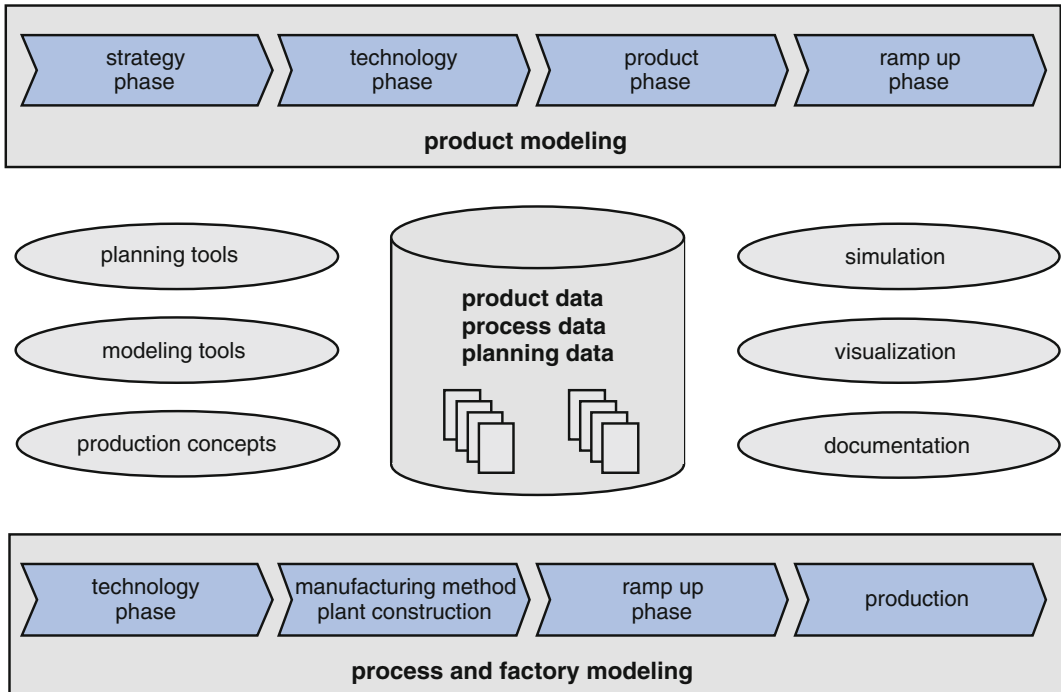 strategy
phase
technology
phase
product
phase
ramp up
phase
product modeling
planning tools
modeling tools
production concepts
product data
process data
planning data
simulation
visualization
documentation
technology
phase
manufacturing method
plant construction
ramp up
phase
production
process and factory modeling